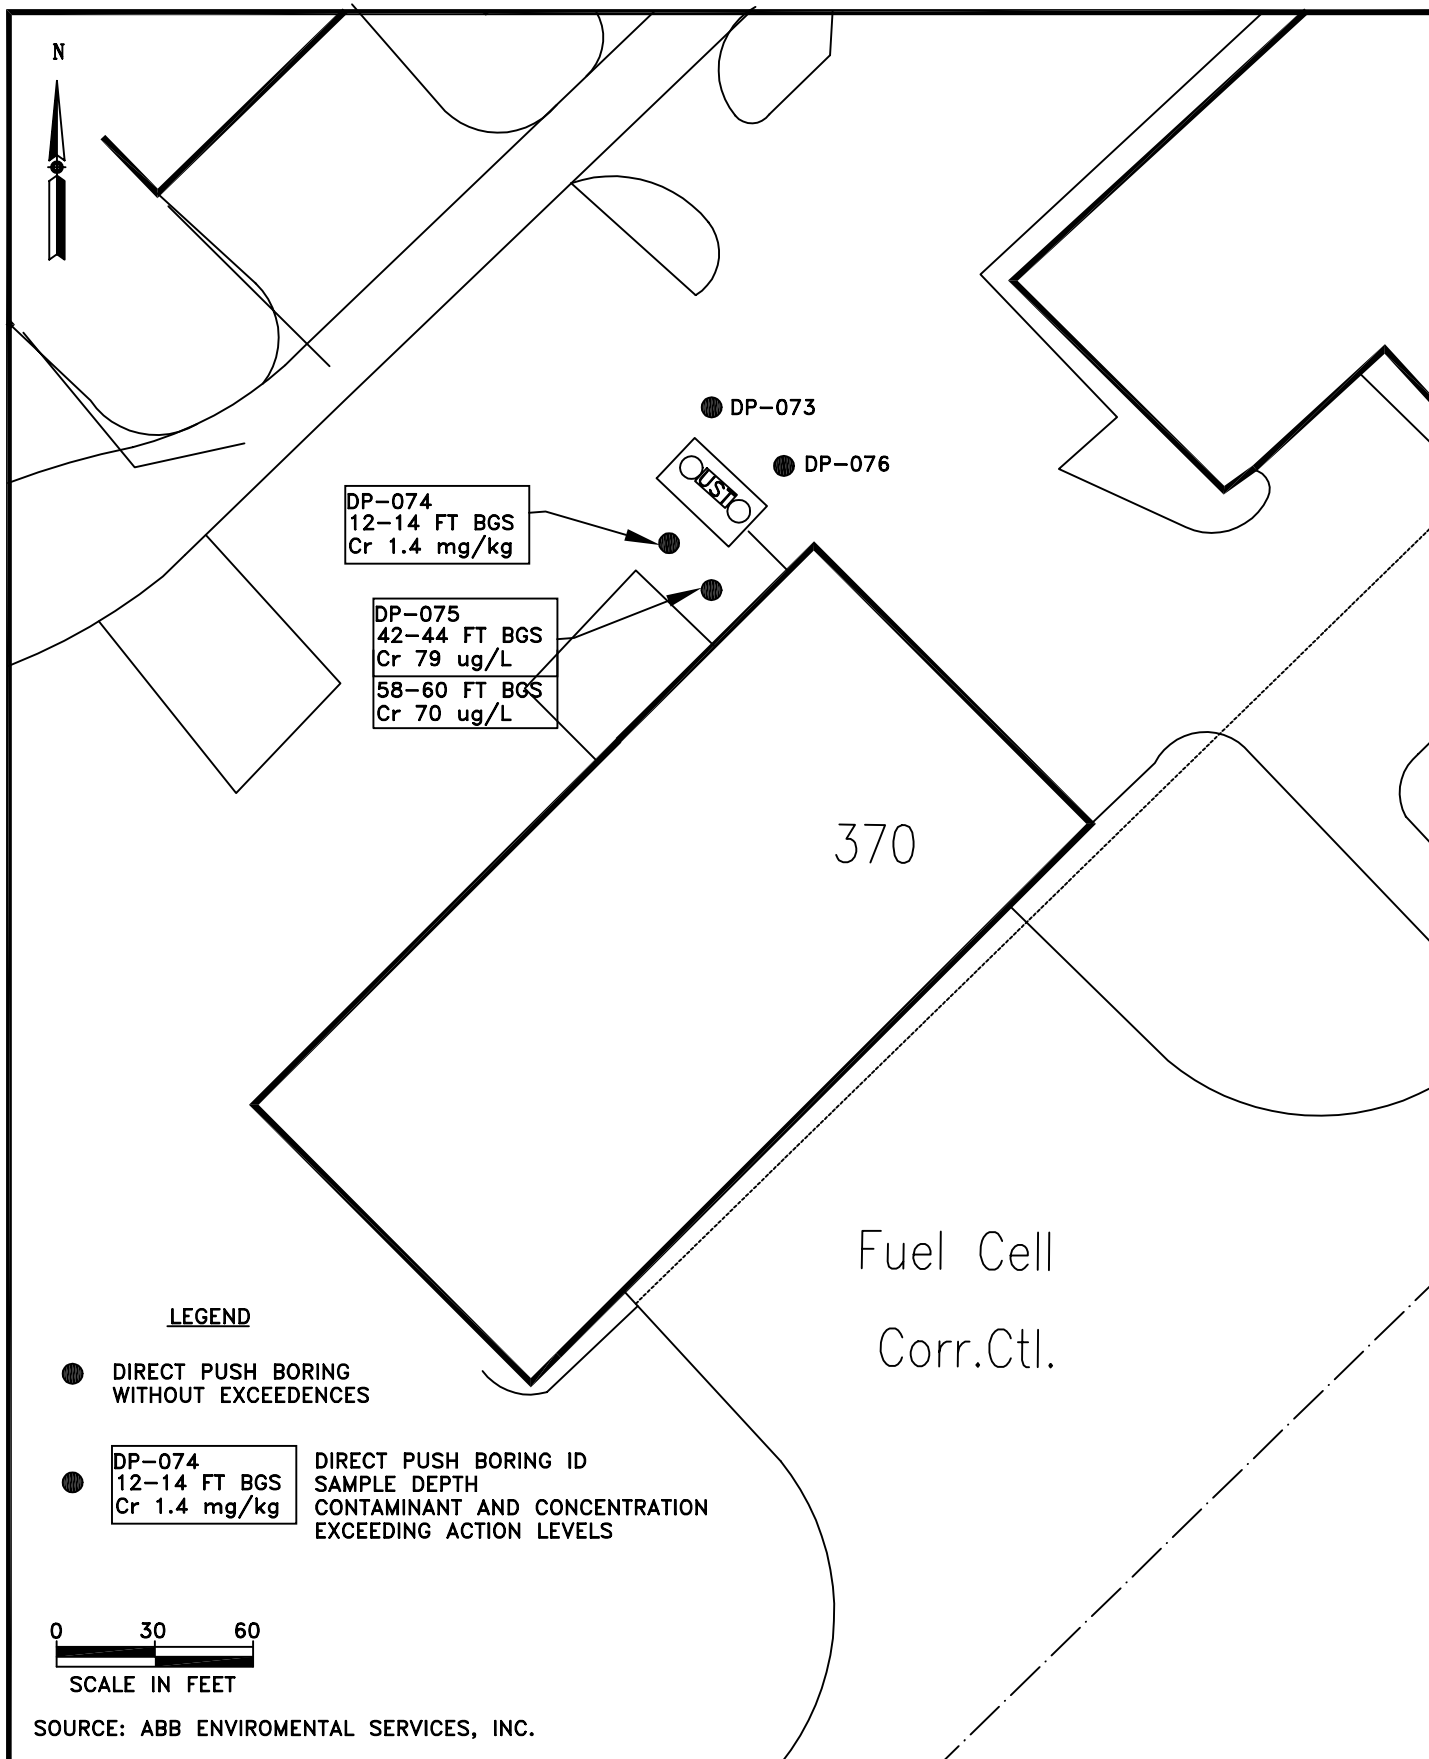 N
DP-073
DP-076
UST
DP-074
12-14 FT BGS
Cr 1.4 mg/kg
DP-075
42-44 FT BGS
Cr 79 ug/L
58-60 FT BGS
Cr 70 ug/L
370
Fuel Cell
Corr.Ctl.
LEGEND
DIRECT PUSH BORING
WITHOUT EXCEEDENCES
DP-074
12-14 FT BGS
Cr 1.4 mg/kg
DIRECT PUSH BORING ID
SAMPLE DEPTH
CONTAMINANT AND CONCENTRATION
EXCEEDING ACTION LEVELS
0 30 60
SCALE IN FEET
SOURCE: ABB ENVIROMENTAL SERVICES, INC.